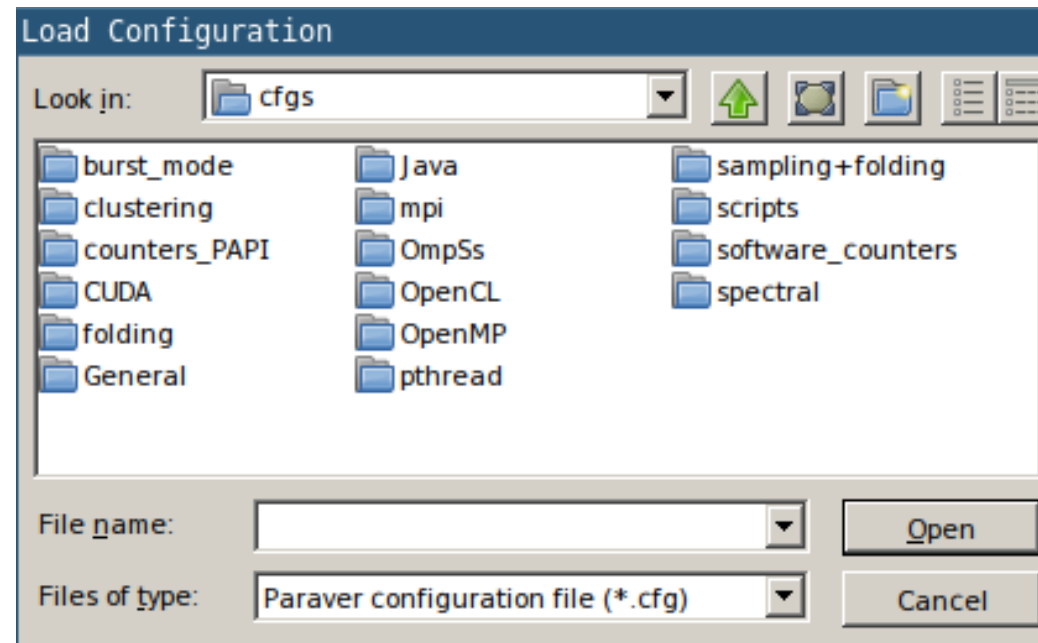 Load Configuration
Look in: cfgs
burst_mode Java sampling+folding
clustering mpi scripts
counters_PAPI OmpSs software_counters
CUDA OpenCL spectral
folding OpenMP
General pthread
File name: Open
Files of type: Paraver configuration file (*.cfg) Cancel